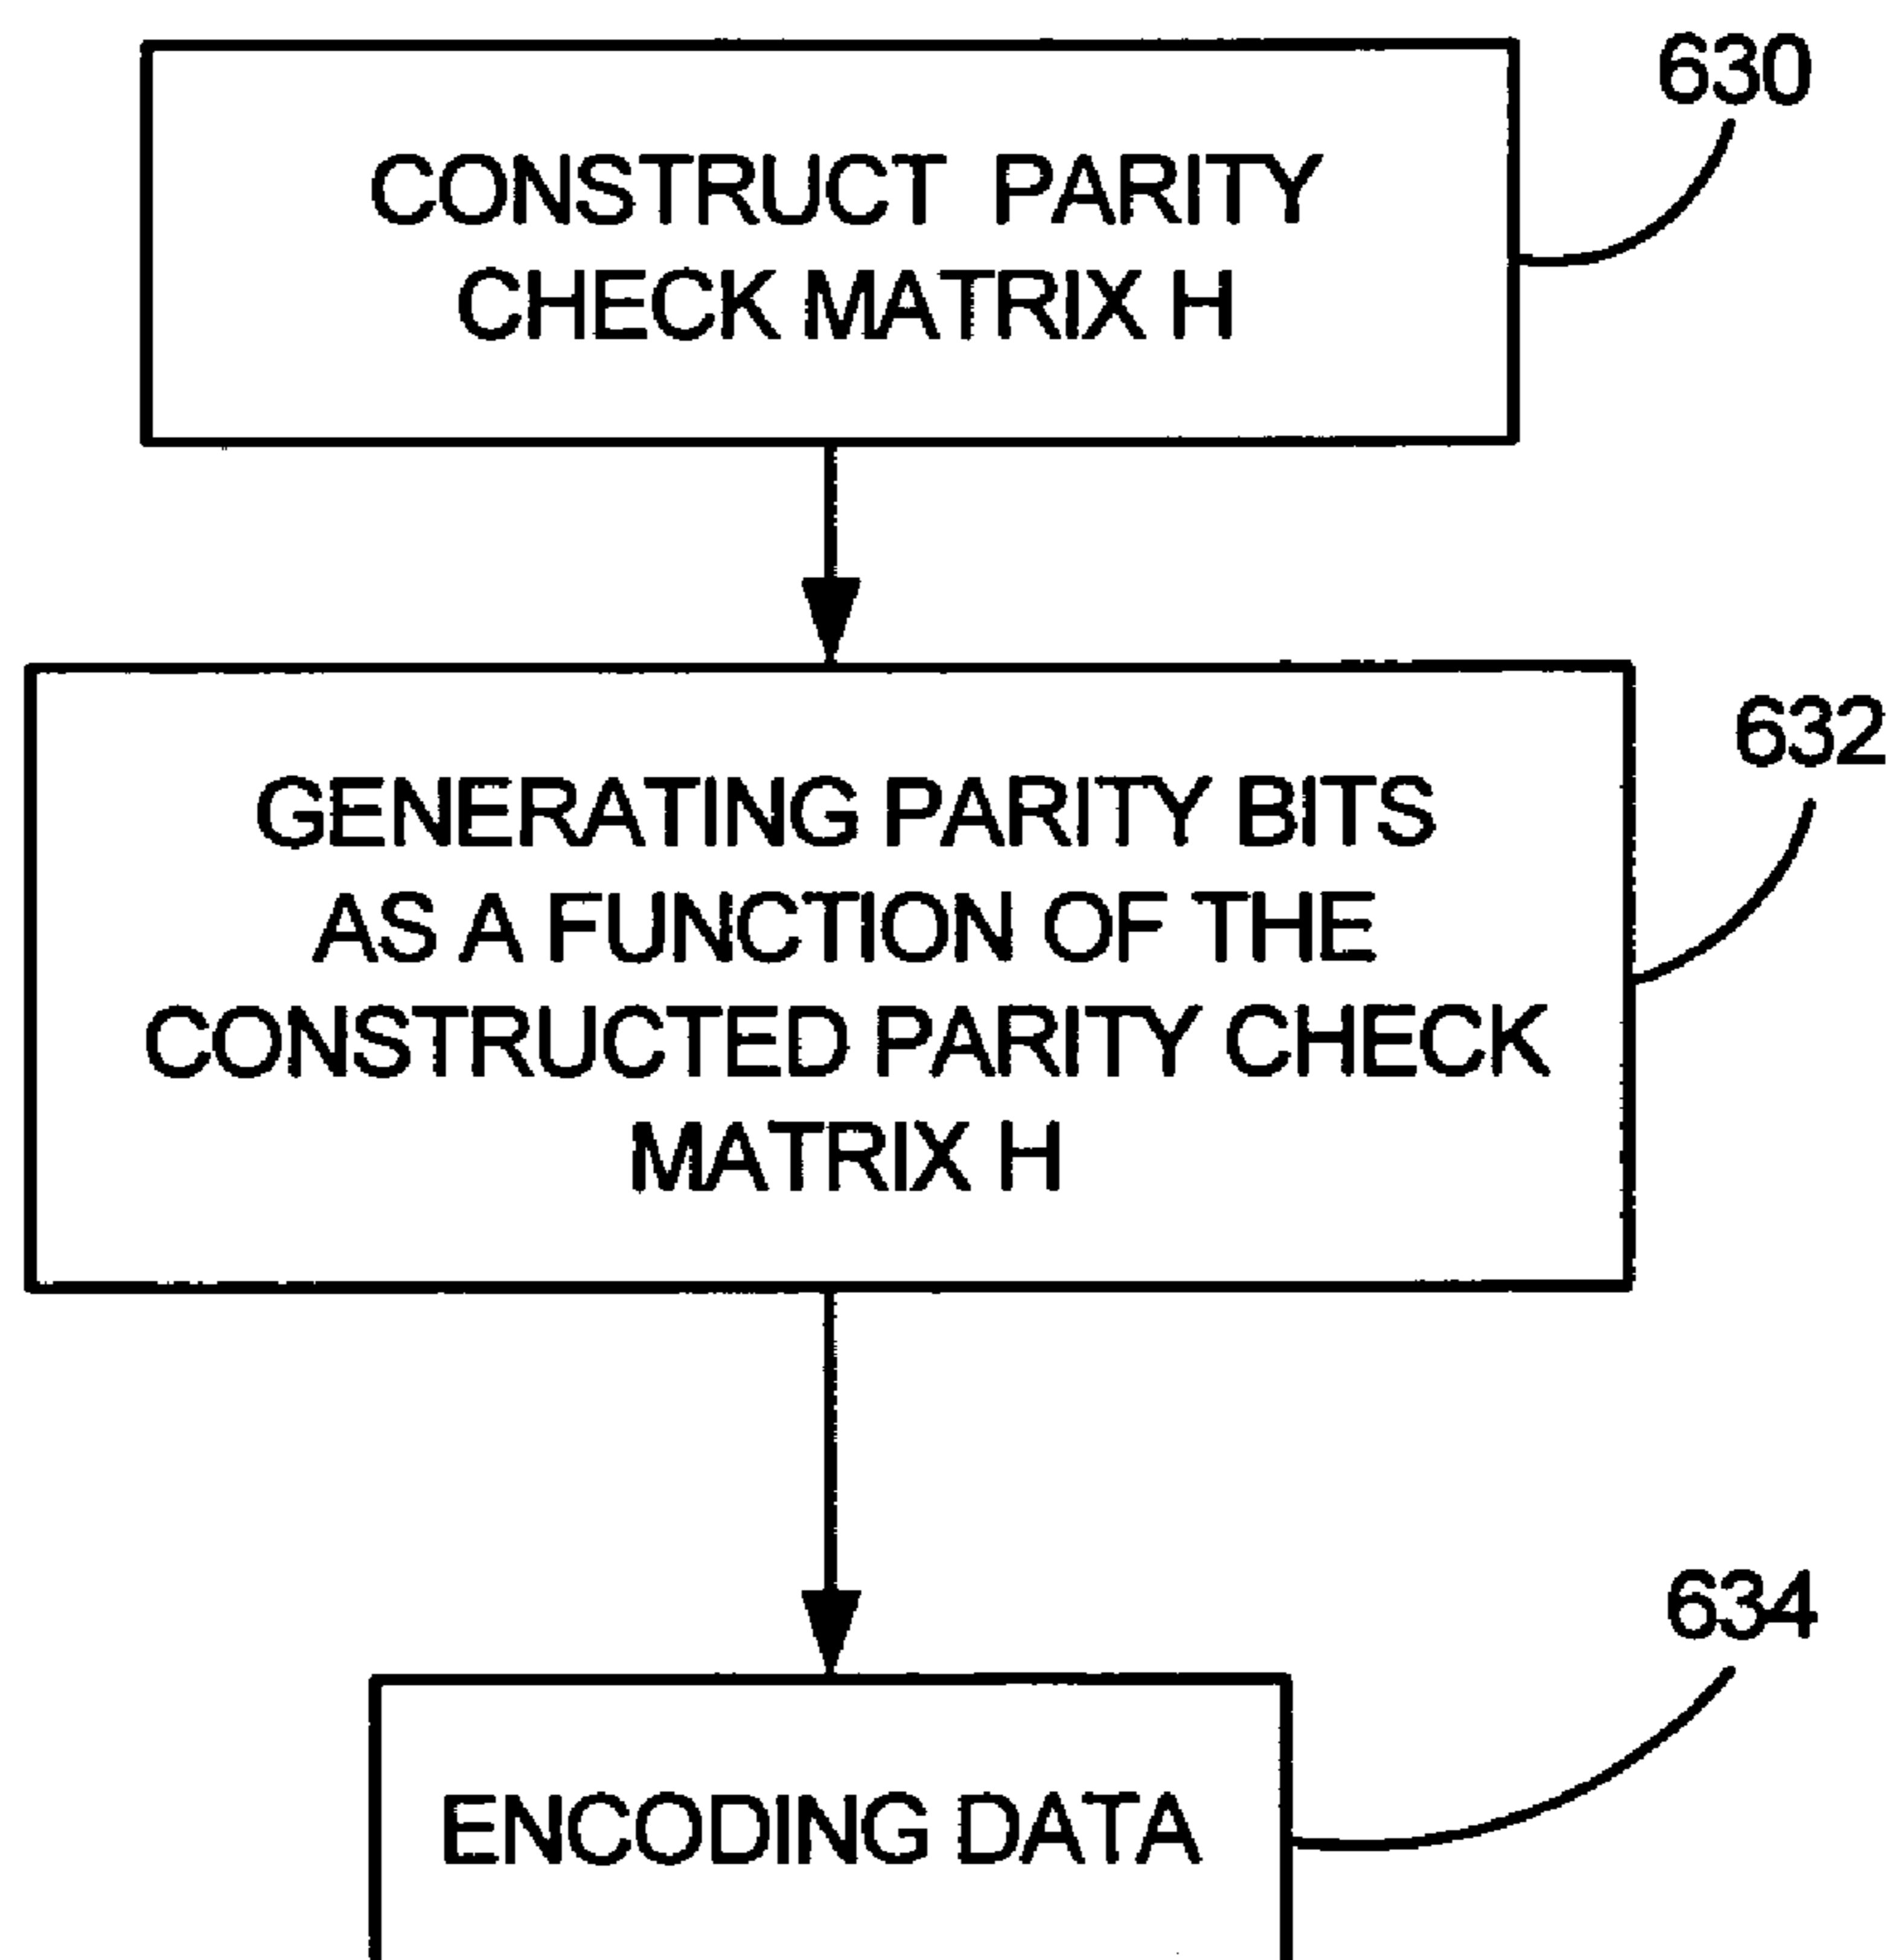 630
CONSTRUCT PARITY
CHECK MATRIX H
632
GENERATING PARITY BITS
AS A FUNCTION OF THE
CONSTRUCTED PARITY CHECK
MATRIX H
634
ENCODING DATA